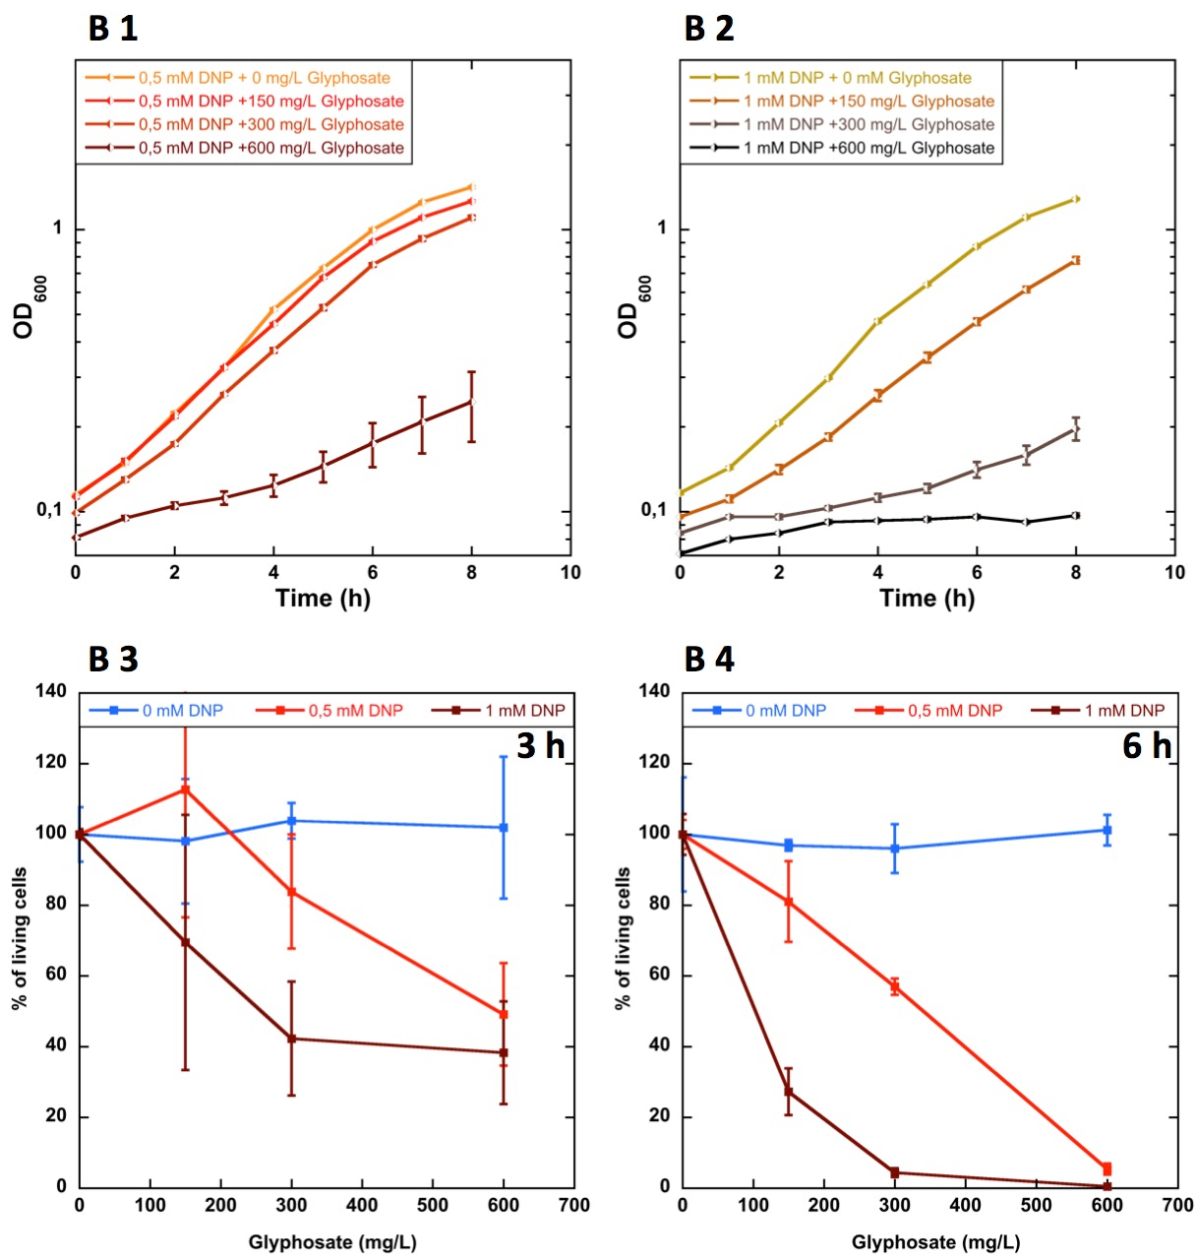 B 1
0,5 mM DNP + 0 mg/L Glyphosate
0,5 mM DNP +150 mg/L Glyphosate
0,5 mM DNP +300 mg/L Glyphosate
0,5 mM DNP +600 mg/L Glyphosate
OD600
1
0,1
0 2 4 6 8 10
Time (h)
B 2
1 mM DNP + 0 mM Glyphosate
1 mM DNP +150 mg/L Glyphosate
1 mM DNP +300 mg/L Glyphosate
1 mM DNP +600 mg/L Glyphosate
OD600
1
0,1
0 2 4 6 8 10
Time (h)
B 3
0 mM DNP 0,5 mM DNP 1 mM DNP
3 h
% of living cells
140
120
100
80
60
40
20
0
0 100 200 300 400 500 600 700
Glyphosate (mg/L)
B 4
0 mM DNP 0,5 mM DNP 1 mM DNP
6 h
% of living cells
140
120
100
80
60
40
20
0
0 100 200 300 400 500 600 700
Glyphosate (mg/L)